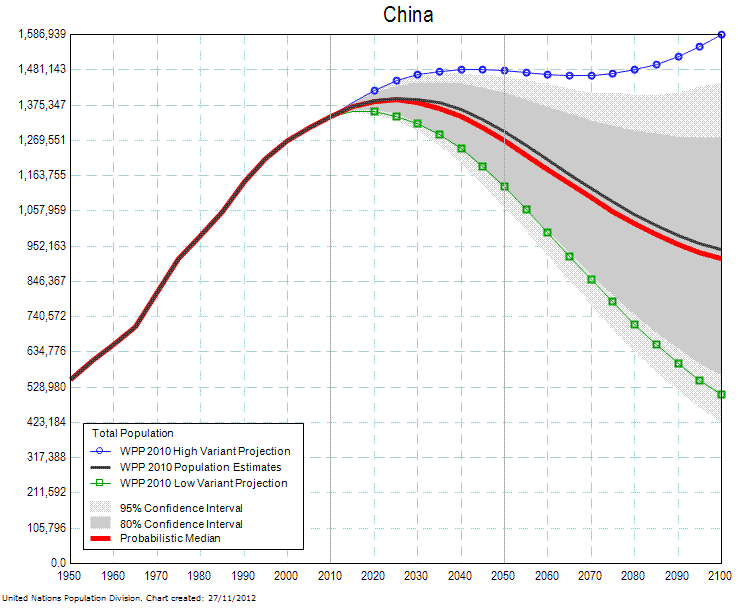 China
1,586,939
1,481,143
1,375,347
1,269,551
1,163,755
1,057,959
952,163
846,367
740,572
634,776
528,980
423,184
317,388
211,592
105,796
0.0
Total Population
WPP 2010 High Variant Projection
WPP 2010 Population Estimates
WPP 2010 Low Variant Projection
95% Confidence Interval
80% Confidence Interval
Probabilistic Median
1950 1960 1970 1980 1990 2000 2010 2020 2030 2040 2050 2060 2070 2080 2090 2100
United Nations Population Division. Chart created: 27/11/2012